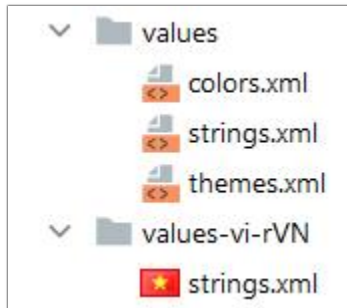 values
colors.xml
strings.xml
themes.xml
values-vi-rVN
strings.xml